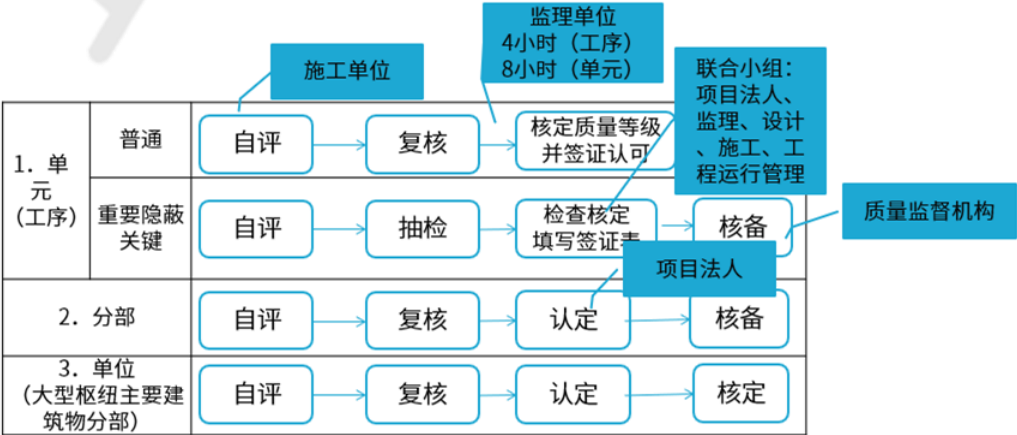 监理单位
4小时（工序）
8小时（单元）
施工单位
联合小组：
项目法人、
监理、设计
、施工、工
程运行管理
1．单
元
（工序）
普通
自评
复核
核定质量等级
并签证认可
重要隐蔽
关键
自评
抽检
检查核定
填写签证表
核备
质量监督机构
项目法人
2．分部
自评
复核
认定
核备
3．单位
（大型枢纽主要建
筑物分部）
自评
复核
认定
核定